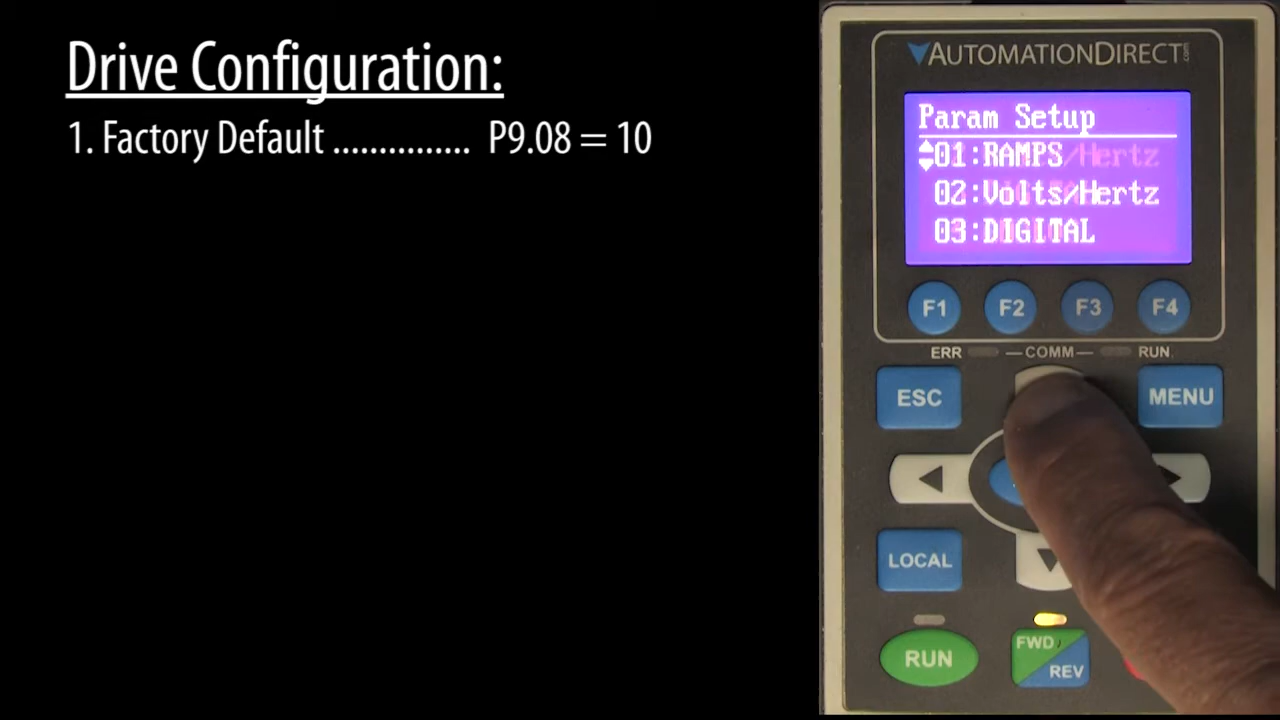 Drive Configuration:
1. Factory Default ............... P9.08 = 10
AUTOMATIONDIRECT.com
Param Setup
01:RAMPS
02:Volts/Hertz
03:DIGITAL
F1 F2 F3 F4
ERR COMM RUN
ESC MENU
LOCAL
RUN FWD REV